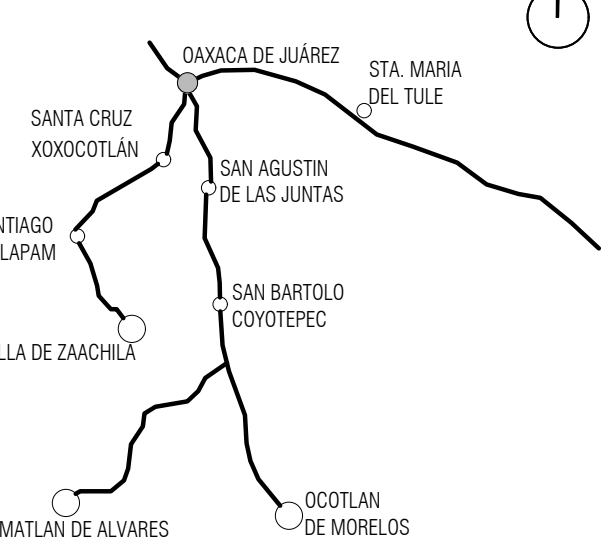 OAXACA DE JUÁREZ
STA. MARIA
DEL TULE
SANTA CRUZ
XOXOCOTLÁN
SAN AGUSTIN
DE LAS JUNTAS
NTIAGO
LAPAM
SAN BARTOLO
COYOTEPEC
LLA DE ZAACHILA
OCOTLAN
DE MORELOS
MATLAN DE ALVARES